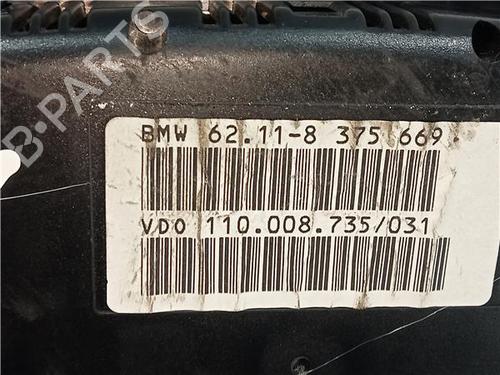 B-PARTS
BMW 62.11-8 375 669
VDO 110.008.735/031